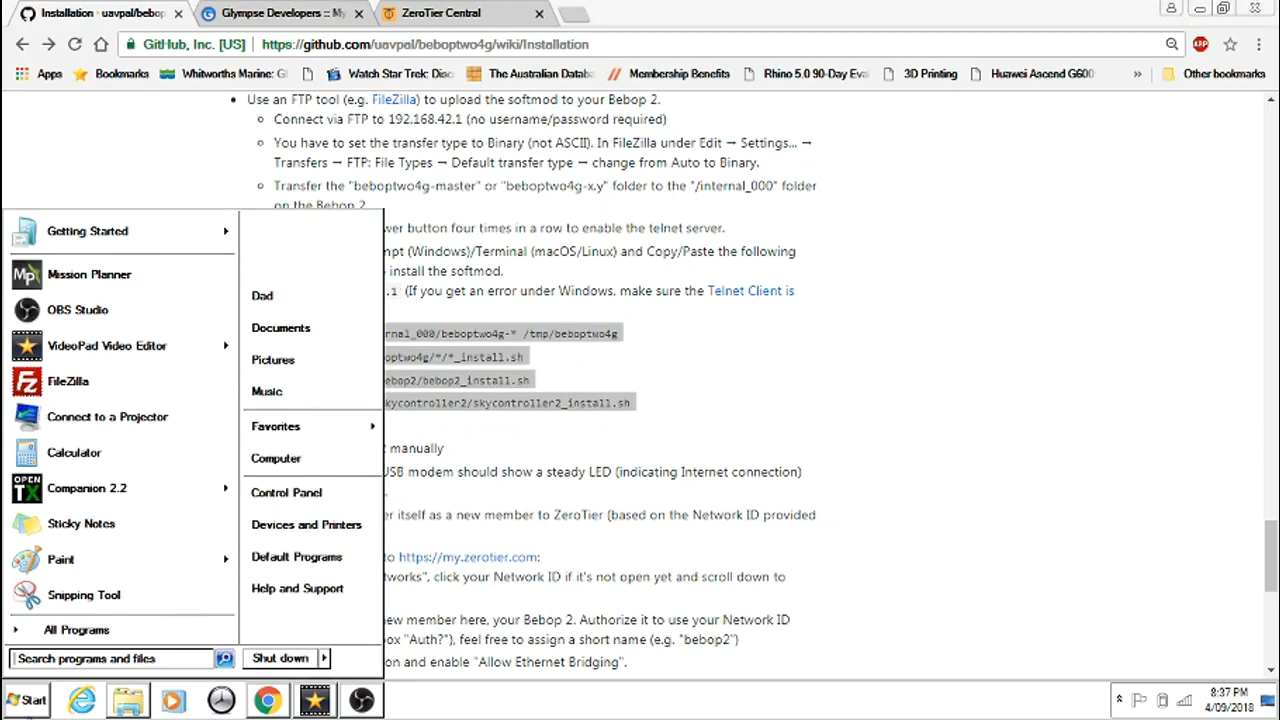 Installation · uavpal/bebop
Glympse Developers :: My
ZeroTier Central
GitHub, Inc. [US]
https://github.com/uavpal/beboptwo4g/wiki/Installation
ABP
Apps
Bookmarks
Whitworths Marine: G
Watch Star Trek: Disc
The Australian Datab
Membership Benefits
Rhino 5.0 90-Day Eval
3D Printing
Huawei Ascend G600
»
Other bookmarks
• Use an FTP tool (e.g. FileZilla) to upload the softmod to your Bebop 2.
Connect via FTP to 192.168.42.1 (no username/password required)
You have to set the transfer type to Binary (not ASCII). In FileZilla under Edit → Settings... →
Transfers → FTP: File Types → Default transfer type → change from Auto to Binary.
Transfer the "beboptwo4g-master" or "beboptwo4g-x.y" folder to the "/internal_000" folder
on the Bebop 2
wer button four times in a row to enable the telnet server.
mpt (Windows)/Terminal (macOS/Linux) and Copy/Paste the following
install the softmod.
.1 (If you get an error under Windows, make sure the Telnet Client is
rnal_000/beboptwo4g-* /tmp/beboptwo4g
optwo4g/*/*_install.sh
ebop2/bebop2_install.sh
kycontroller2/skycontroller2_install.sh
manually
USB modem should show a steady LED (indicating Internet connection)
r itself as a new member to ZeroTier (based on the Network ID provided
to https://my.zerotier.com:
works", click your Network ID if it's not open yet and scroll down to
new member here, your Bebop 2. Authorize it to use your Network ID
box "Auth?"), feel free to assign a short name (e.g. "bebop2")
on and enable "Allow Ethernet Bridging".
Getting Started
Mission Planner
OBS Studio
VideoPad Video Editor
FileZilla
Connect to a Projector
Calculator
Companion 2.2
Sticky Notes
Paint
Snipping Tool
All Programs
Search programs and files
Dad
Documents
Pictures
Music
Favorites
Computer
Control Panel
Devices and Printers
Default Programs
Help and Support
Shut down
Mp
Fz
OPEN
TX
Start
8:37 PM
4/09/2018